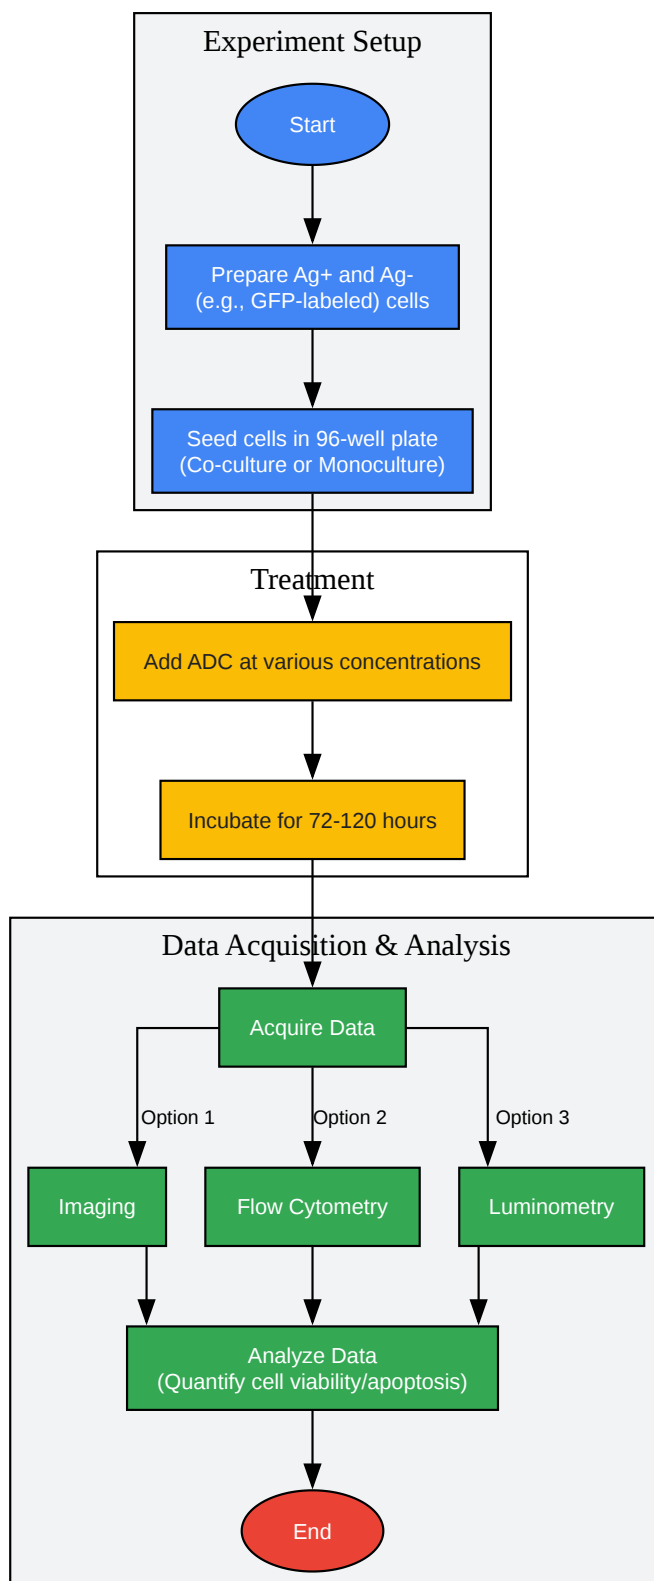 Experiment Setup
Start
Prepare Ag+ and Ag-
(e.g., GFP-labeled) cells
Seed cells in 96-well plate
(Co-culture or Monoculture)
Treatment
Add ADC at various concentrations
Incubate for 72-120 hours
Data Acquisition & Analysis
Acquire Data
Option 1
Option 2
Option 3
Imaging
Flow Cytometry
Luminometry
Analyze Data
(Quantify cell viability/apoptosis)
End